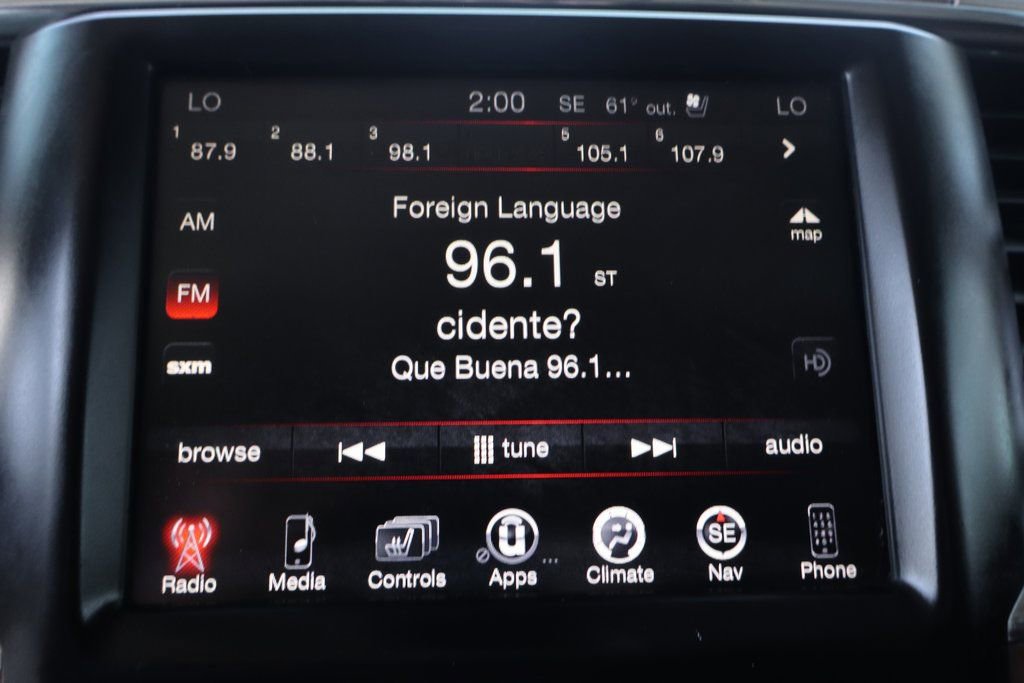 LO 2:00 SE 61° out. LO
1 87.9 2 88.1 3 98.1 5 105.1 6 107.9
Foreign Language
AM
map
96.1 ST
FM
cidente?
sxm
Que Buena 96.1...
HD
browse tune audio
SE
Radio Media Controls Apps Climate Nav Phone